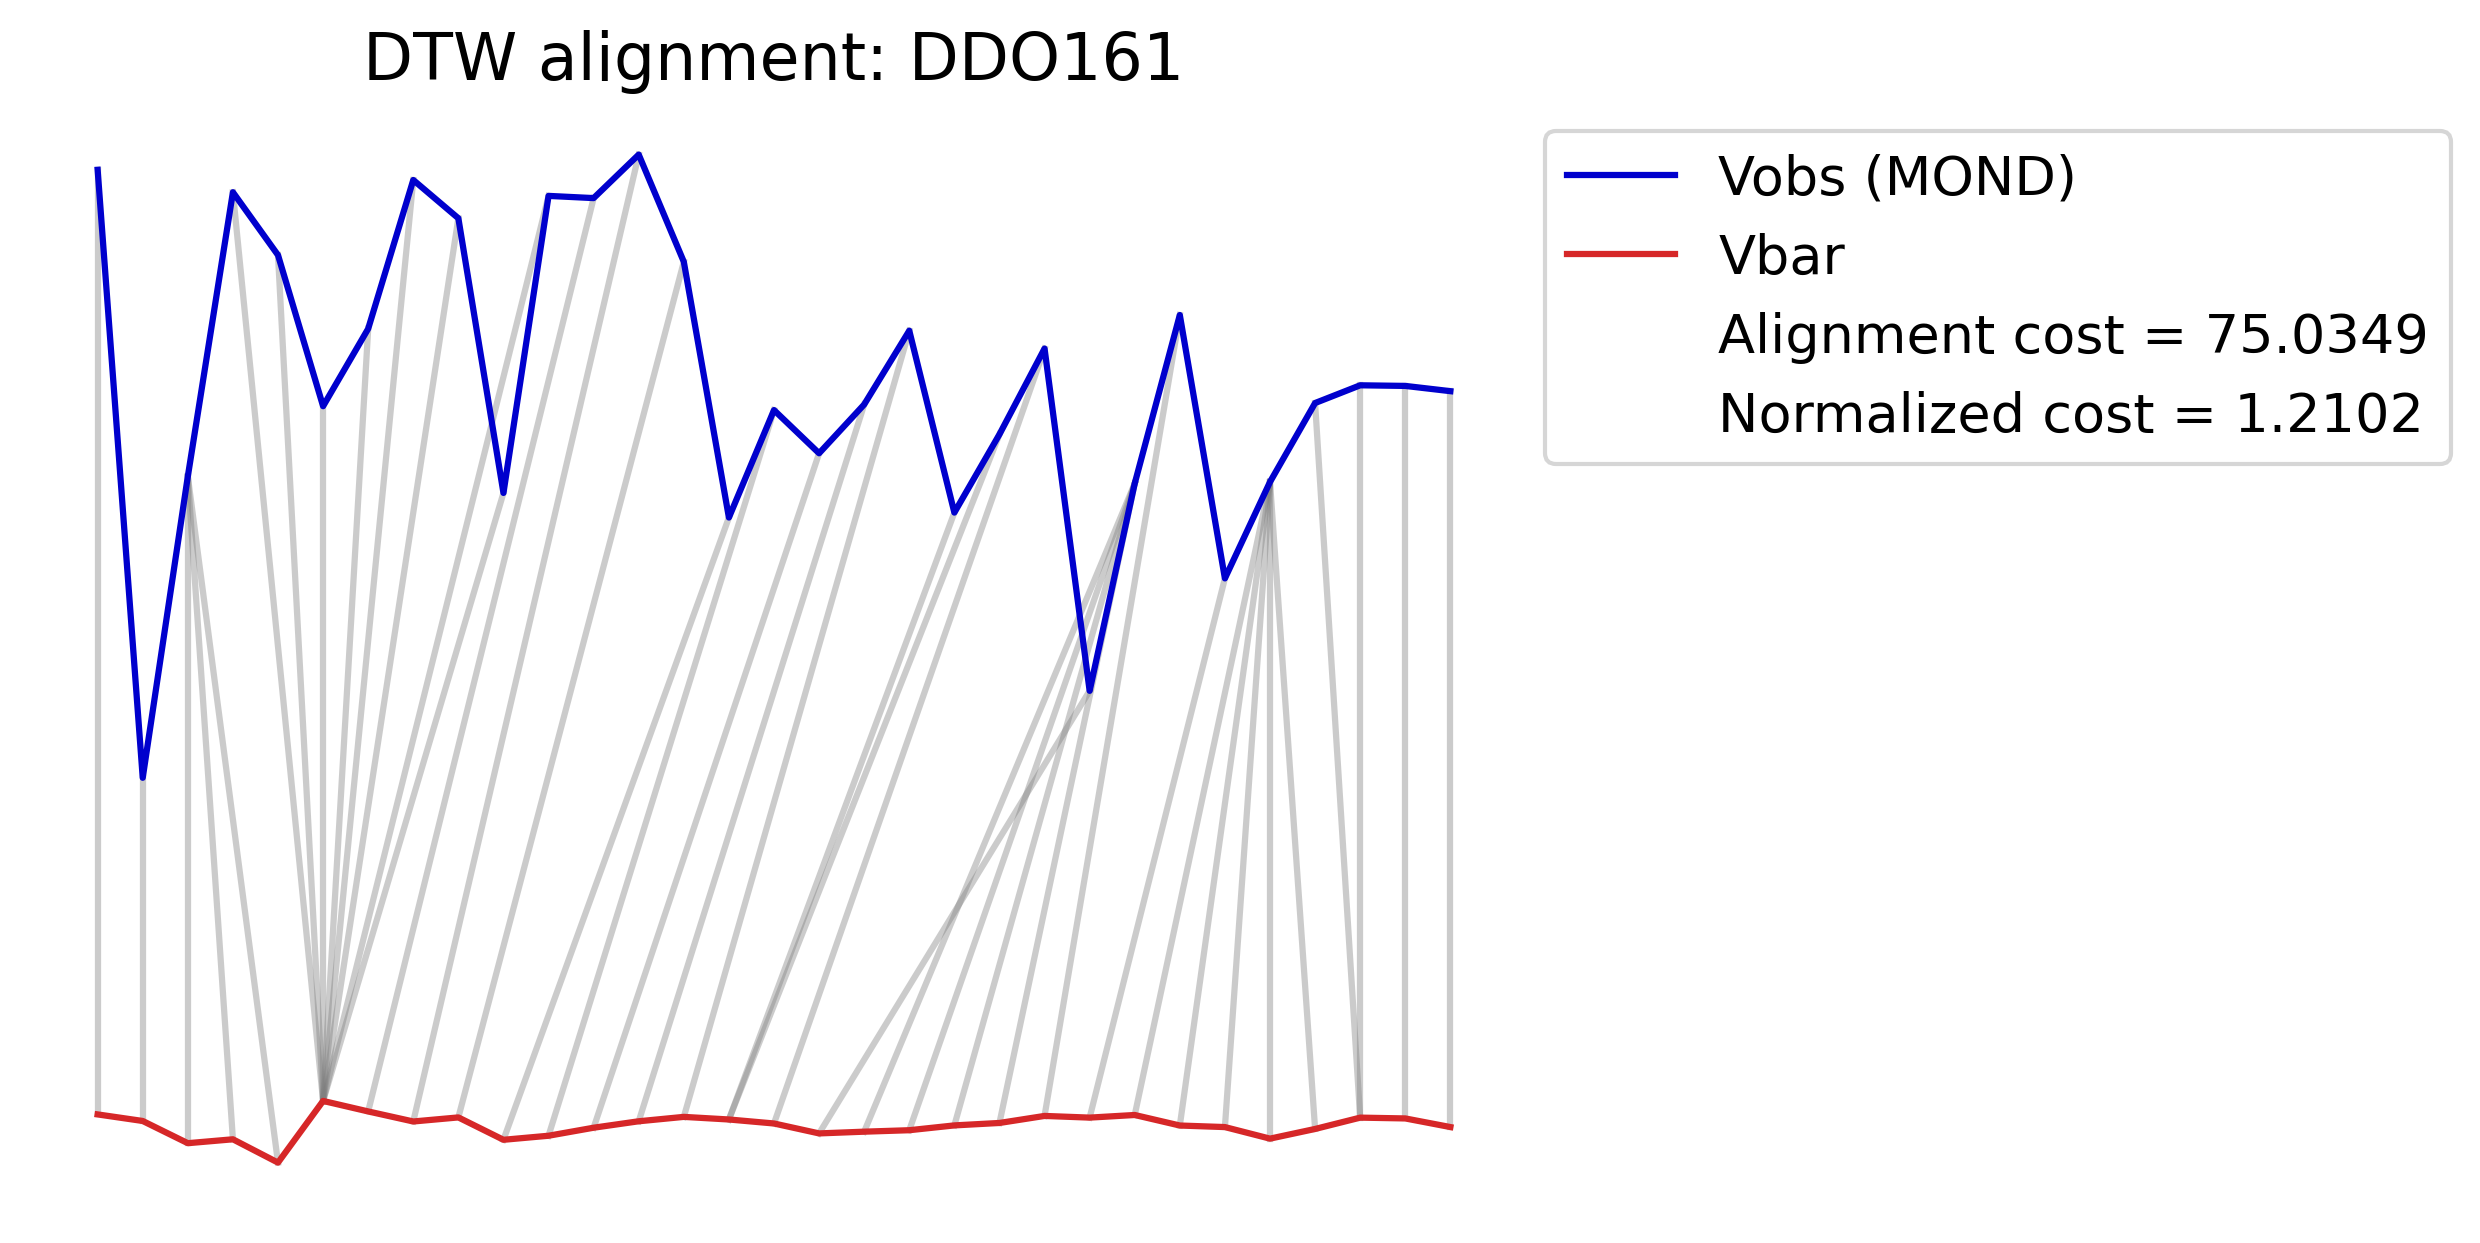 DTW alignment: DDO161
Vobs (MOND)
Vbar
Alignment cost = 75.0349
Normalized cost = 1.2102